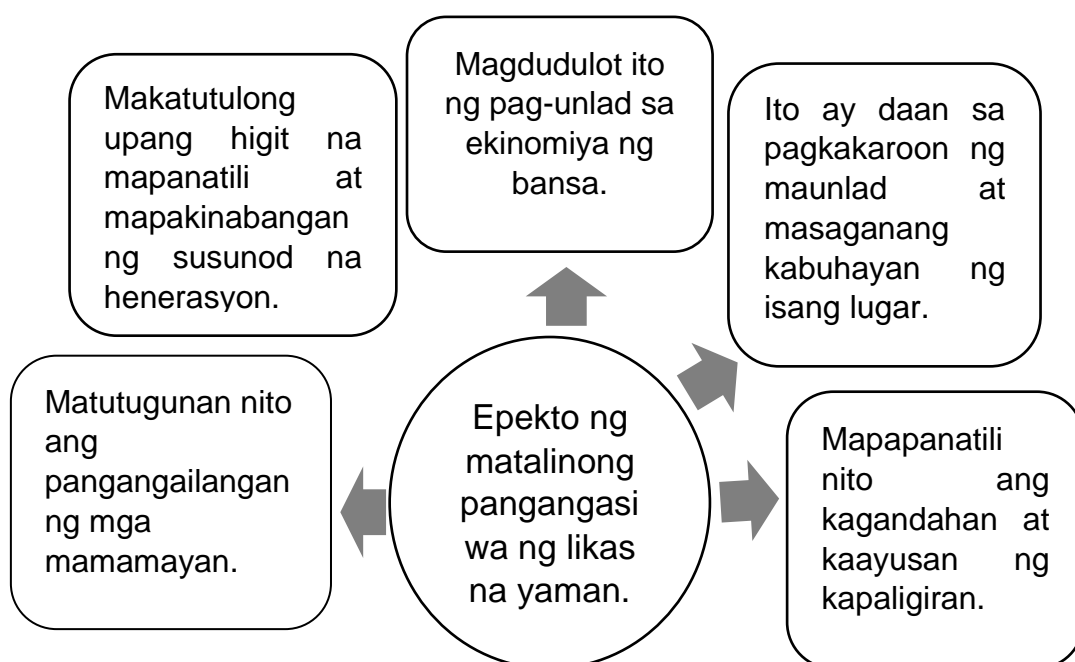 Makatutulong
upang higit na
mapanatili at
mapakinabangan
ng susunod na
henerasyon.
Magdudulot ito
ng pag-unlad sa
ekinomiya ng
bansa.
Ito ay daan sa
pagkakaroon ng
maunlad at
masaganang
kabuhayan ng
isang lugar.
Matutugunan nito
ang
pangangailangan
ng mga
mamamayan.
Epekto ng
matalinong
pangangasi
wa ng likas
na yaman.
Mapapanatili
nito ang
kagandahan at
kaayusan ng
kapaligiran.